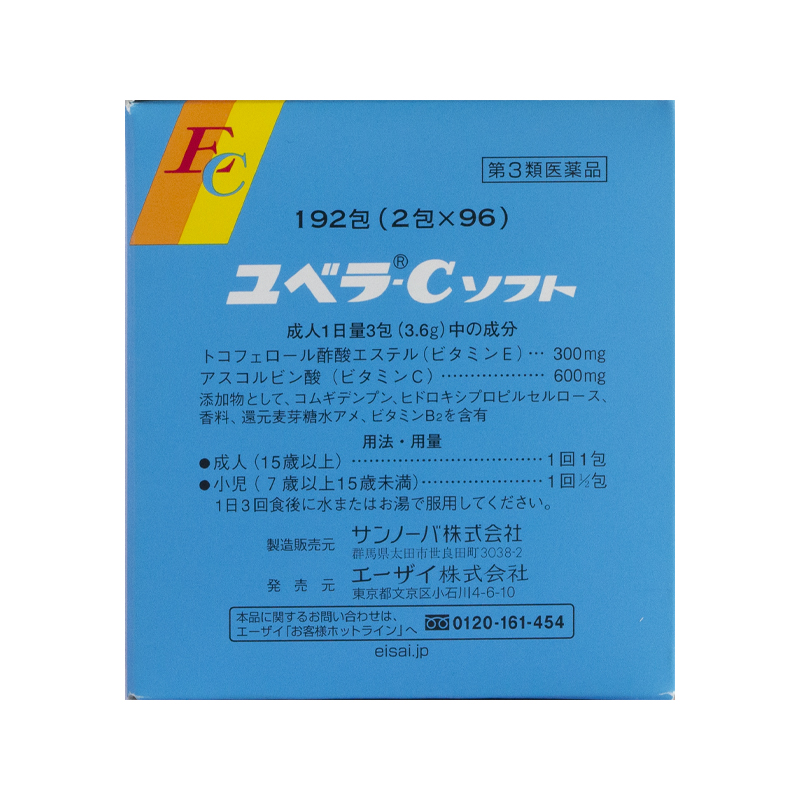 EC
第3類医薬品
192包(2包×96)
ユベラ®-Cソフト
成人1日量3包(3.6g)中の成分
トコフェロール酢酸エステル(ビタミンE)… 300mg
アスコルビン酸(ビタミンC)……………… 600mg
添加物として、コムギデンプン、ヒドロキシプロピルセルロース、
香料、還元麦芽糖水アメ、ビタミンB2を含有
用法・用量
●成人(15歳以上)……………………………1回1包
●小児(7歳以上15歳未満)…………………1回½包
1日3回食後に水またはお湯で服用してください。
製造販売元 サンノーバ株式会社
群馬県太田市世良田町3038-2
発売元 エーザイ株式会社
東京都文京区小石川4-6-10
本品に関するお問い合わせは、
エーザイ「お客様ホットライン」へ 0120-161-454
eisai.jp